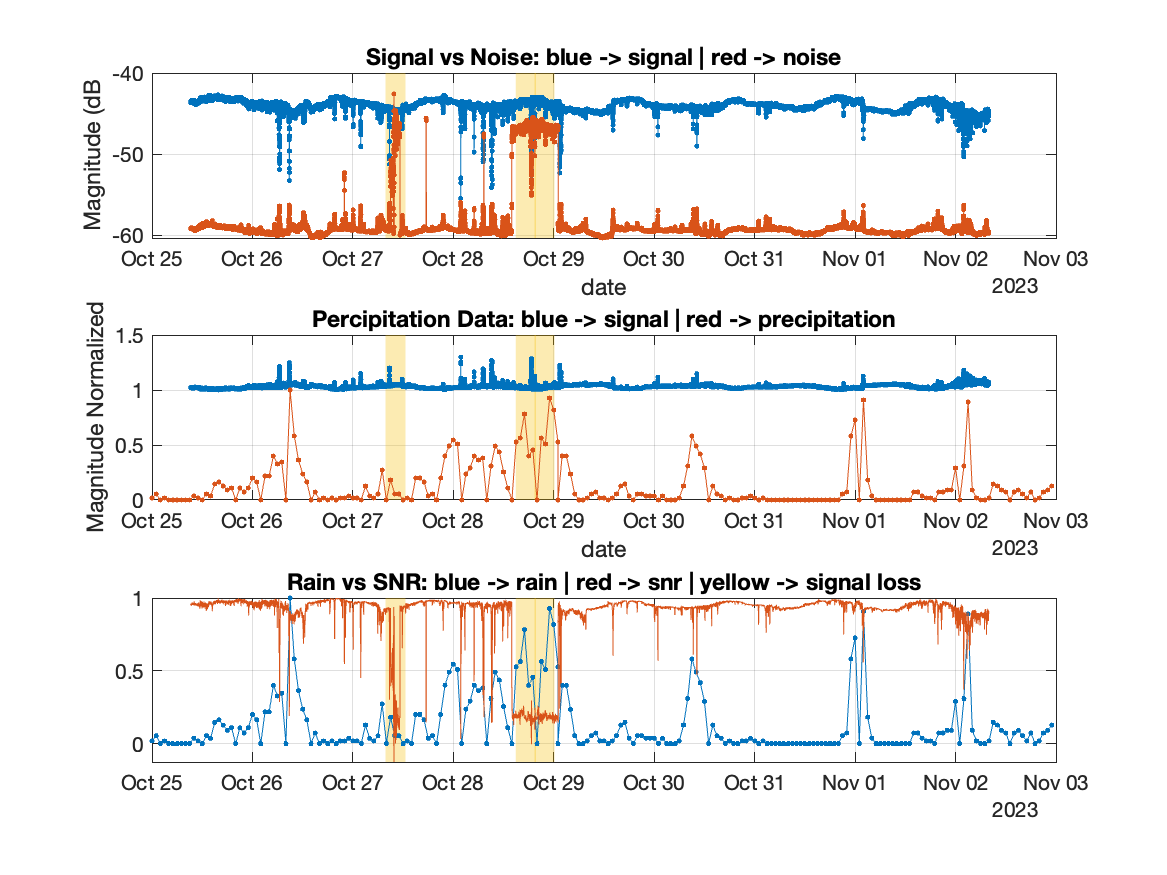 Signal vs Noise: blue -> signal | red -> noise
Magnitude (dB
-40
-50
-60
Oct 25 Oct 26 Oct 27 Oct 28 Oct 29 Oct 30 Oct 31 Nov 01 Nov 02 Nov 03
date
2023
Percipitation Data: blue -> signal | red -> precipitation
Magnitude Normalized
1.5
1
0.5
0
Oct 25 Oct 26 Oct 27 Oct 28 Oct 29 Oct 30 Oct 31 Nov 01 Nov 02 Nov 03
date
2023
Rain vs SNR: blue -> rain | red -> snr | yellow -> signal loss
1
0.5
0
Oct 25 Oct 26 Oct 27 Oct 28 Oct 29 Oct 30 Oct 31 Nov 01 Nov 02 Nov 03
2023